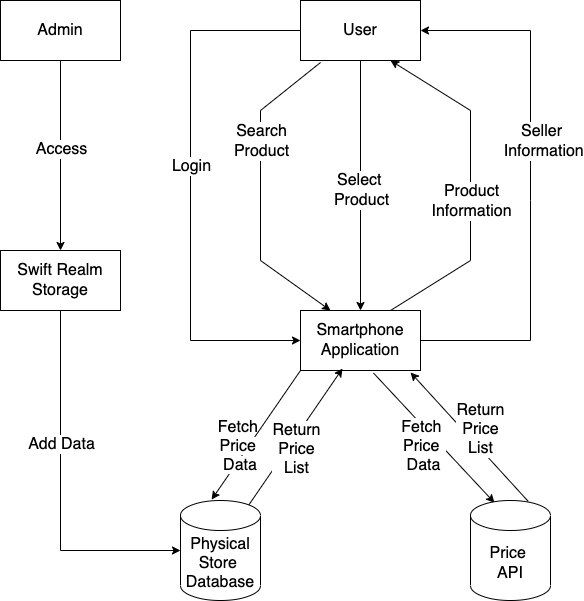 Admin
User
Access
Login
Search
Product
Select
Product
Product
Information
Seller
Information
Swift Realm
Storage
Smartphone
Application
Add Data
Fetch
Price
Data
Return
Price
List
Fetch
Price
Data
Return
Price
List
Physical
Store
Database
Price
API